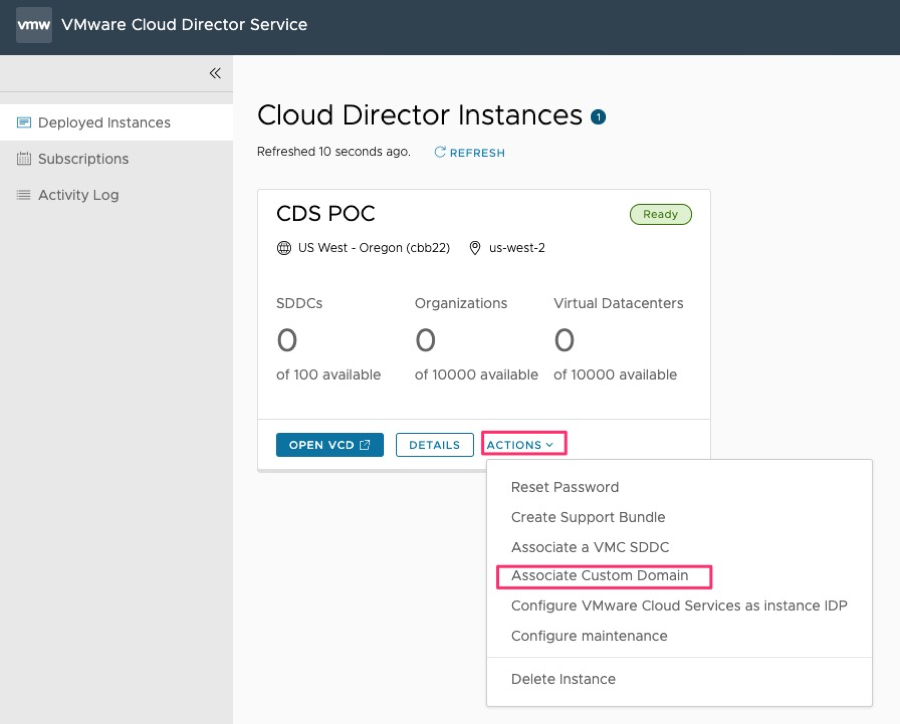 vmw VMware Cloud Director Service
Deployed Instances
Subscriptions
Activity Log
Cloud Director Instances 1
Refreshed 10 seconds ago. REFRESH
CDS POC Ready
US West - Oregon (cbb22) us-west-2
SDDCs Organizations Virtual Datacenters
0 0 0
of 100 available of 10000 available of 10000 available
OPEN VCD DETAILS ACTIONS
Reset Password
Create Support Bundle
Associate a VMC SDDC
Associate Custom Domain
Configure VMware Cloud Services as instance IDP
Configure maintenance
Delete Instance